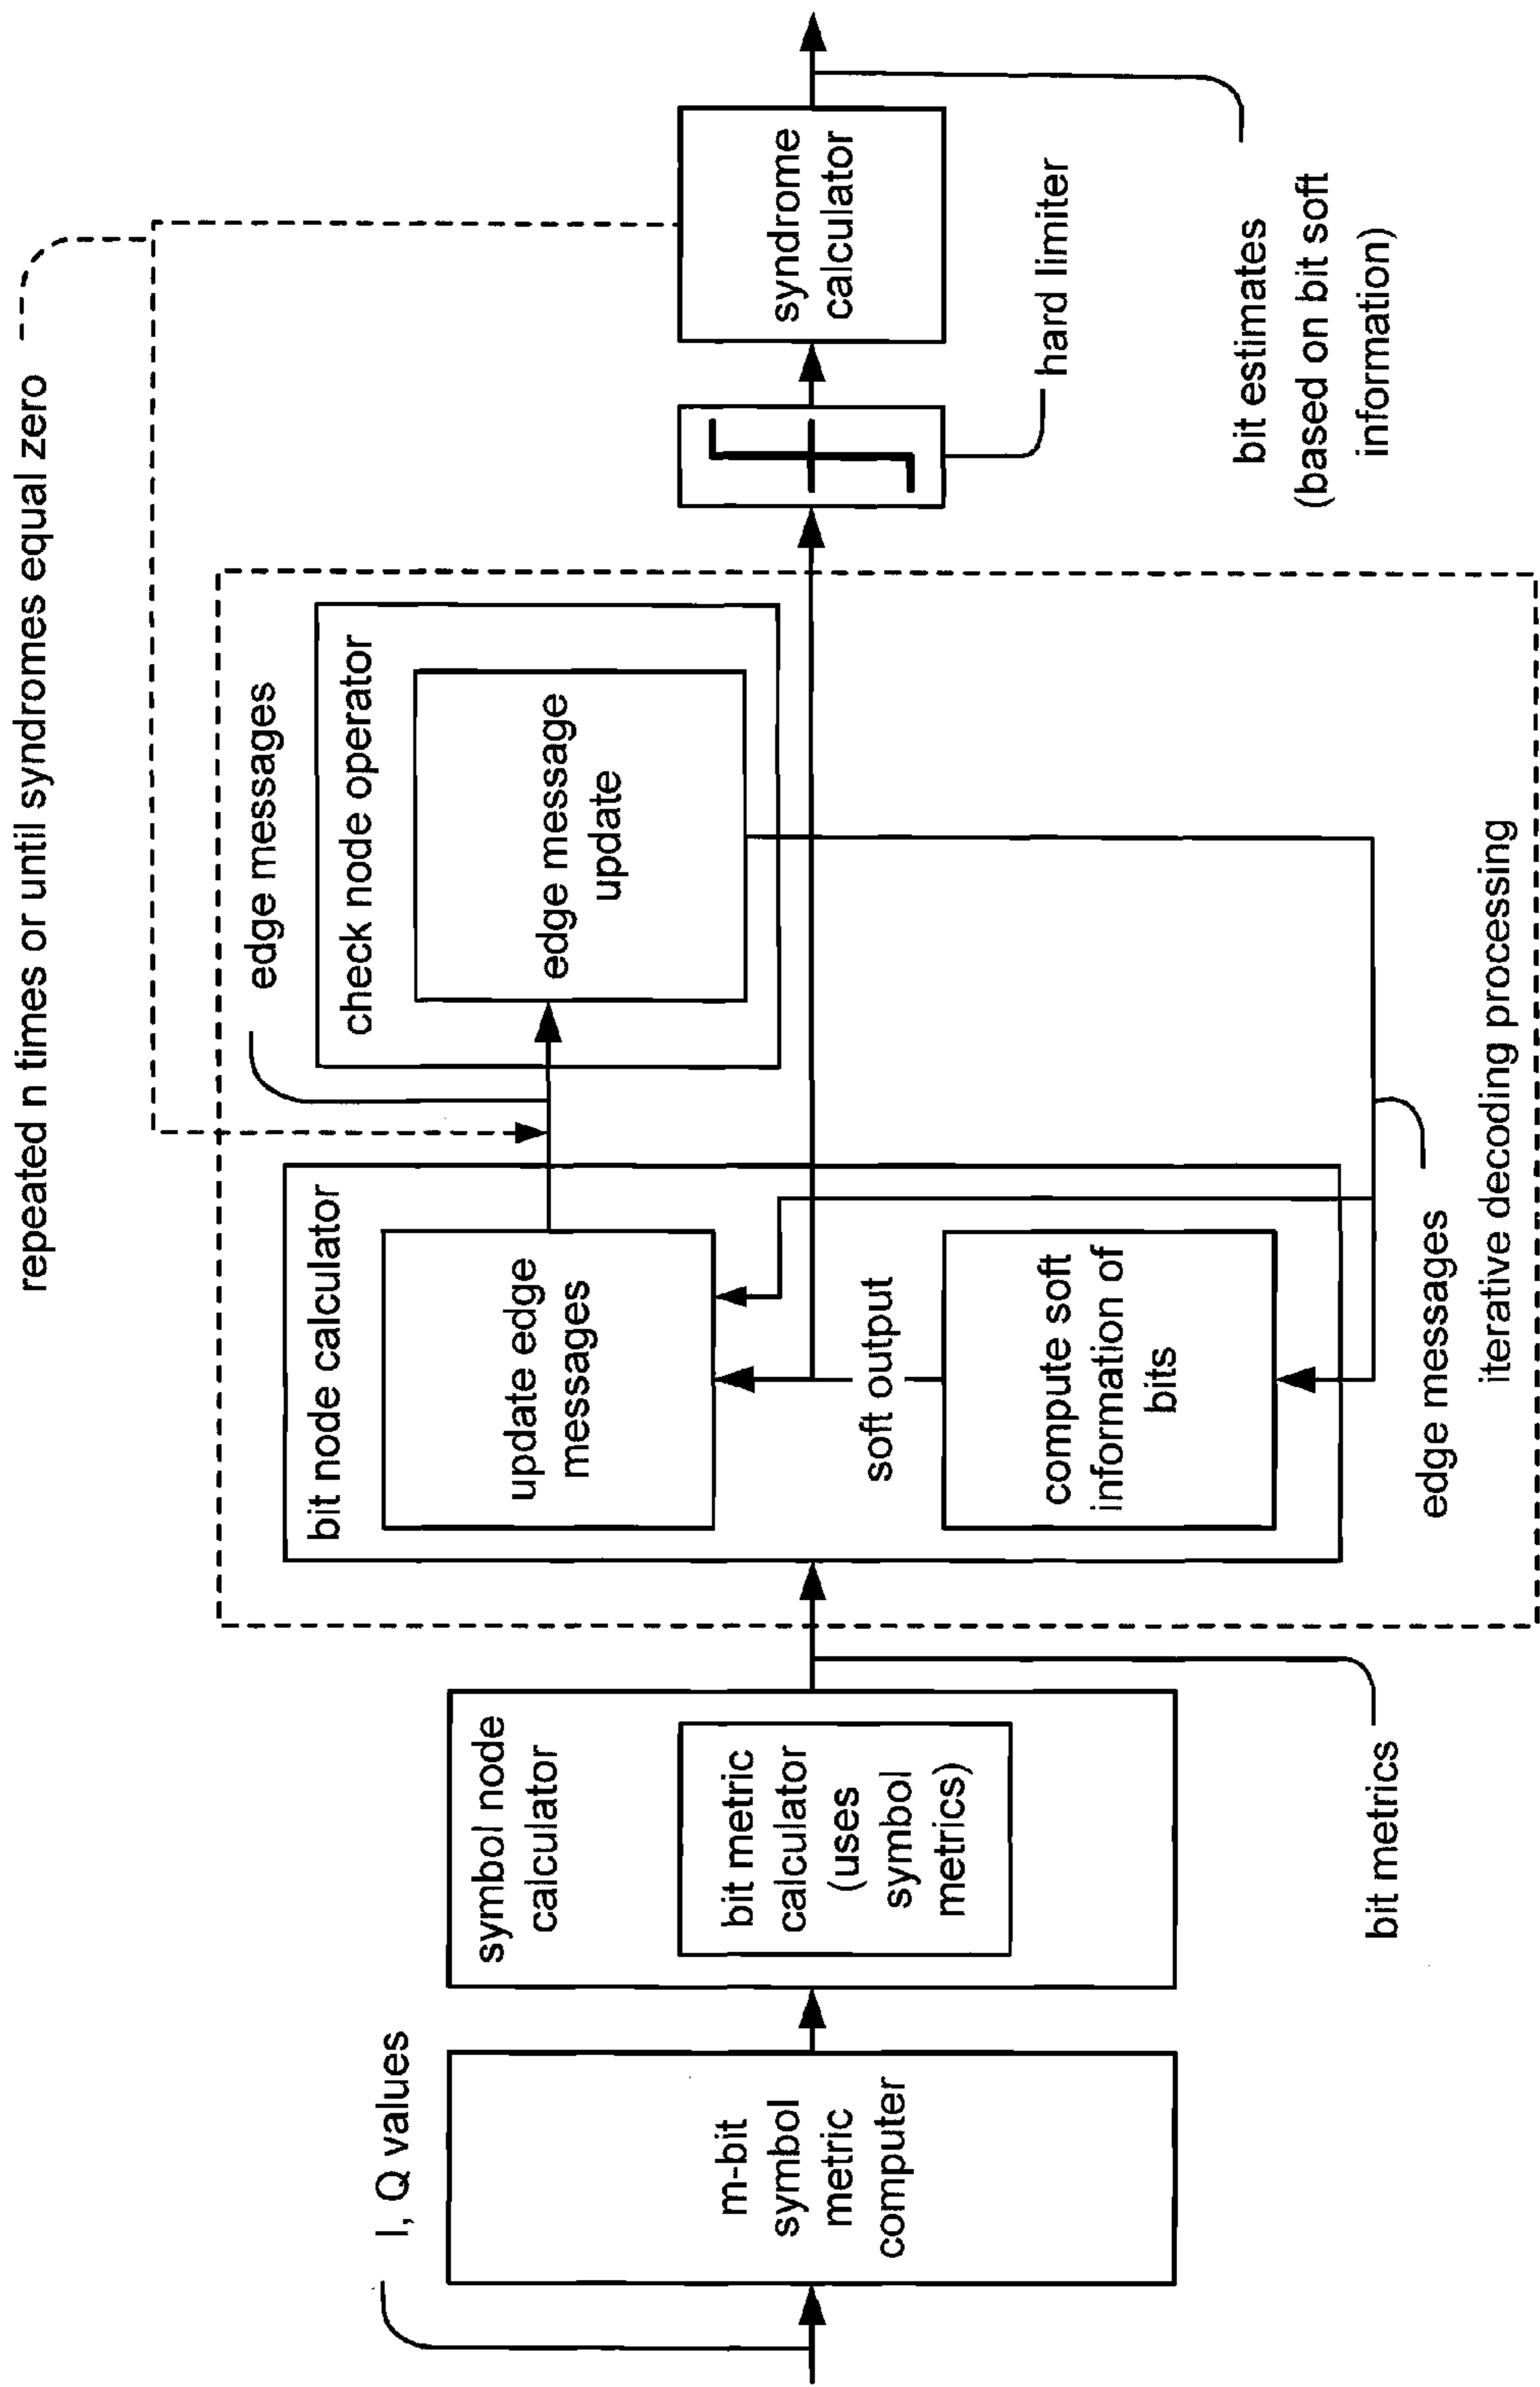 repeated n times or until syndromes equal zero
I, Q values
m-bit
symbol
metric
computer
symbol node
calculator
bit metric
calculator
(uses
symbol
metrics)
bit metrics
bit node calculator
update edge
messages
soft output
compute soft
information of
bits
edge messages
check node operator
edge message
update
edge messages
iterative decoding processing
hard limiter
syndrome
calculator
bit estimates
(based on bit soft
information)